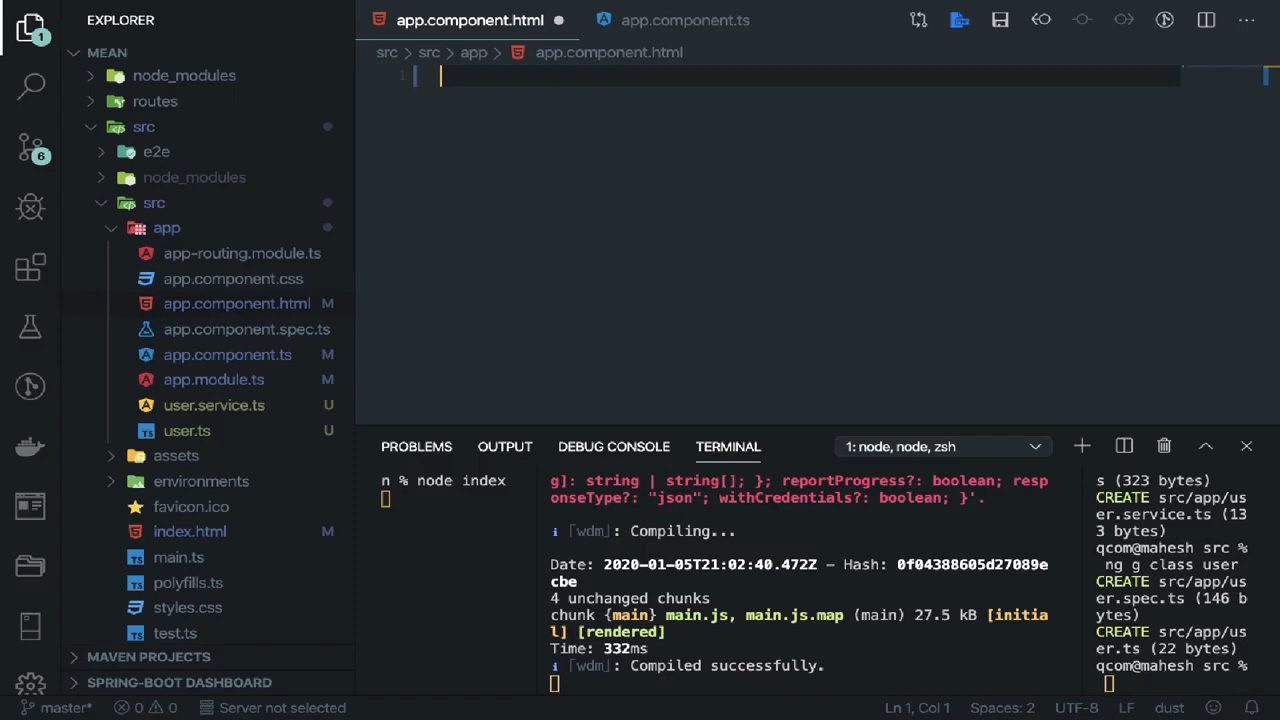 EXPLORER
MEAN
node_modules
routes
src
e2e
node_modules
src
app
app-routing.module.ts
app.component.css
app.component.html M
app.component.spec.ts
app.component.ts M
app.module.ts M
user.service.ts U
user.ts U
assets
environments
favicon.ico
index.html M
main.ts
polyfills.ts
styles.css
test.ts
MAVEN PROJECTS
SPRING-BOOT DASHBOARD
1
6
app.component.html
app.component.ts
src > src > app > app.component.html
1
PROBLEMS OUTPUT DEBUG CONSOLE TERMINAL
1: node, node, zsh
n % node index
g]: string | string[]; }; reportProgress?: boolean; resp
onseType?: "json"; withCredentials?: boolean; }'.
ℹ ｢wdm｣: Compiling...
Date: 2020-01-05T21:02:40.472Z - Hash: 0f04388605d27089e
cbe
4 unchanged chunks
chunk {main} main.js, main.js.map (main) 27.5 kB [initia
l] [rendered]
Time: 332ms
ℹ ｢wdm｣: Compiled successfully.
s (323 bytes)
CREATE src/app/us
er.service.ts (13
3 bytes)
qcom@mahesh src %
ng g class user
CREATE src/app/us
er.spec.ts (146 b
ytes)
CREATE src/app/us
er.ts (22 bytes)
qcom@mahesh src %
master* 0 0 Server not selected
Ln 1, Col 1 Spaces: 2 UTF-8 LF dust